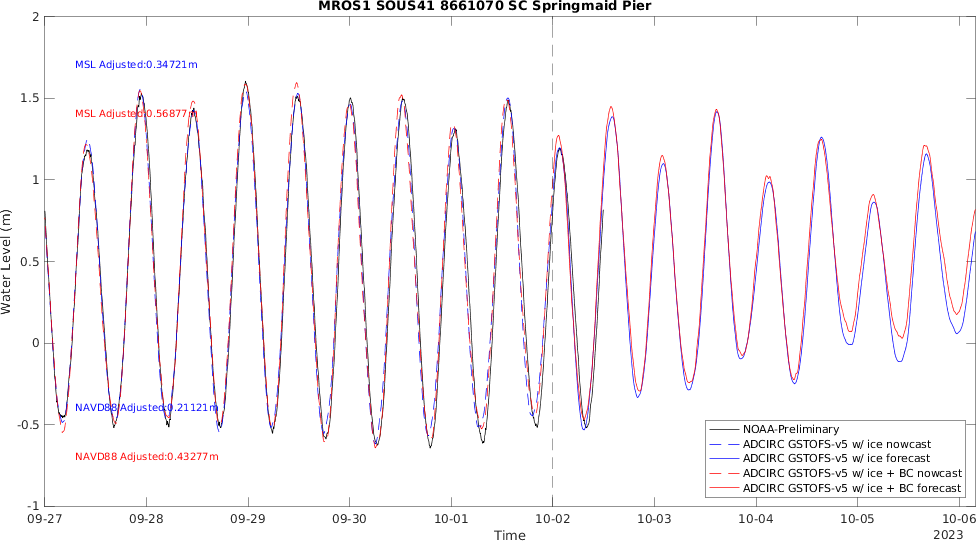 MROS1 SOUS41 8661070 SC Springmaid Pier
Water Level (m)
2
1.5
1
0.5
0
-0.5
-1
MSL Adjusted:0.34721m
MSL Adjusted:0.56877m
NAVD88 Adjusted:0.21121m
NAVD88 Adjusted:0.43277m
NOAA-Preliminary
ADCIRC GSTOFS-v5 w/ ice nowcast
ADCIRC GSTOFS-v5 w/ ice forecast
ADCIRC GSTOFS-v5 w/ ice + BC nowcast
ADCIRC GSTOFS-v5 w/ ice + BC forecast
09-27 09-28 09-29 09-30 10-01 10-02 10-03 10-04 10-05 10-06
Time
2023